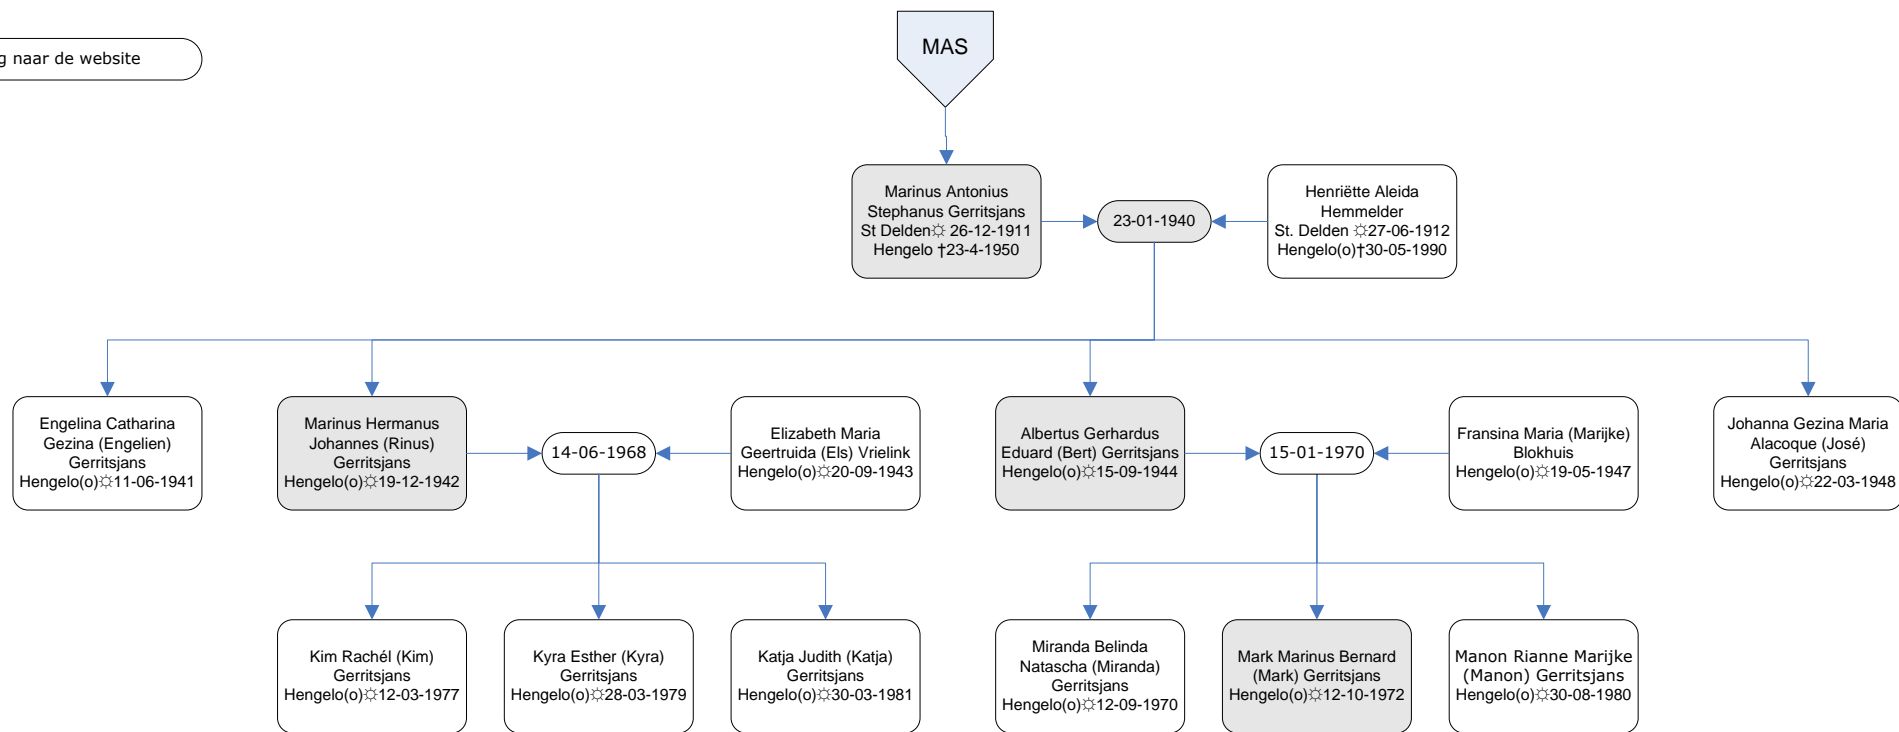 g naar de website
MAS
Marinus Antonius
Stephanus Gerritsjans
St Delden☼ 26-12-1911
Hengelo †23-4-1950
23-01-1940
Henriëtte Aleida
Hemmelder
St. Delden ☼27-06-1912
Hengelo(o)†30-05-1990
Engelina Catharina
Gezina (Engelien)
Gerritsjans
Hengelo(o)☼11-06-1941
Marinus Hermanus
Johannes (Rinus)
Gerritsjans
Hengelo(o)☼19-12-1942
14-06-1968
Elizabeth Maria
Geertruida (Els) Vrielink
Hengelo(o)☼20-09-1943
Albertus Gerhardus
Eduard (Bert) Gerritsjans
Hengelo(o)☼15-09-1944
15-01-1970
Fransina Maria (Marijke)
Blokhuis
Hengelo(o)☼19-05-1947
Johanna Gezina Maria
Alacoque (José)
Gerritsjans
Hengelo(o)☼22-03-1948
Kim Rachél (Kim)
Gerritsjans
Hengelo(o)☼12-03-1977
Kyra Esther (Kyra)
Gerritsjans
Hengelo(o)☼28-03-1979
Katja Judith (Katja)
Gerritsjans
Hengelo(o)☼30-03-1981
Miranda Belinda
Natascha (Miranda)
Gerritsjans
Hengelo(o)☼12-09-1970
Mark Marinus Bernard
(Mark) Gerritsjans
Hengelo(o)☼12-10-1972
Manon Rianne Marijke
(Manon) Gerritsjans
Hengelo(o)☼30-08-1980